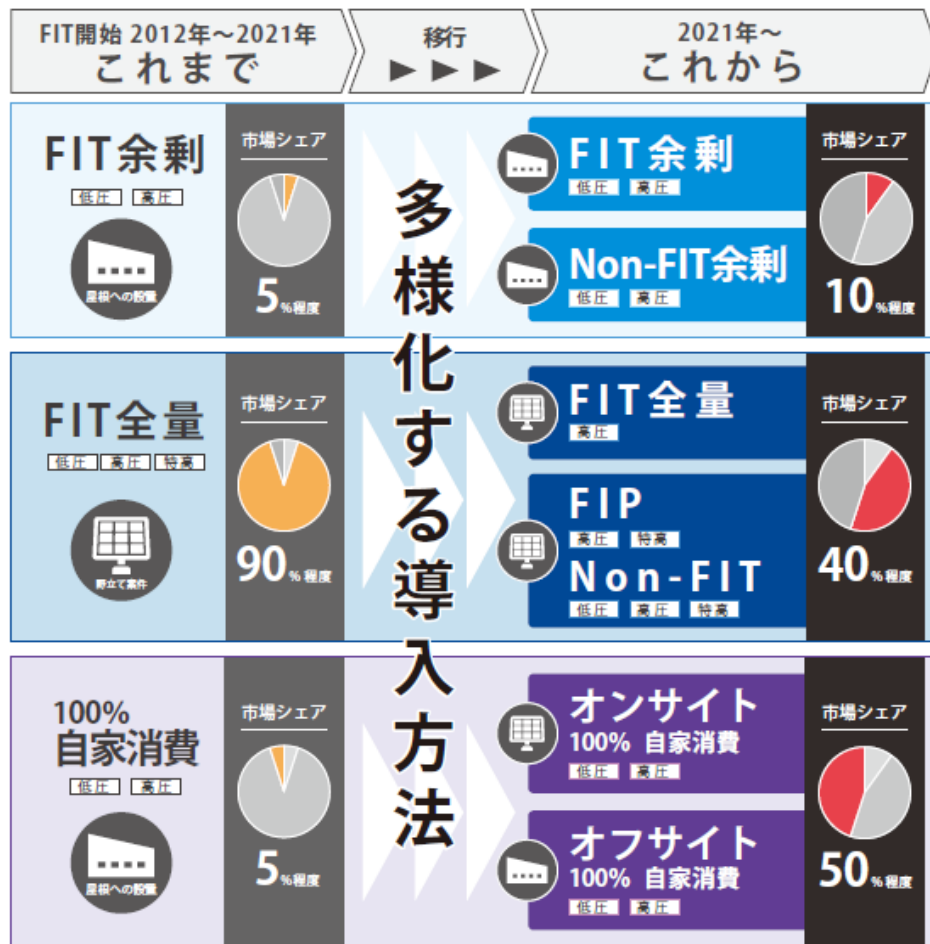 FIT開始 2012年〜2021年
これまで
移行
▶ ▶ ▶
2021年〜
これから
FIT余剰
低圧 高圧
屋根への設置
市場シェア
5%程度
FIT余剰
低圧 高圧
Non-FIT余剰
低圧 高圧
市場シェア
10%程度
多様化する導入方法
FIT全量
低圧 高圧 特高
野立て案件
市場シェア
90%程度
FIT全量
高圧
FIP
高圧 特高
Non-FIT
低圧 高圧 特高
市場シェア
40%程度
100%
自家消費
低圧 高圧
屋根への設置
市場シェア
5%程度
オンサイト
100% 自家消費
低圧 高圧
オフサイト
100% 自家消費
低圧 高圧
市場シェア
50%程度